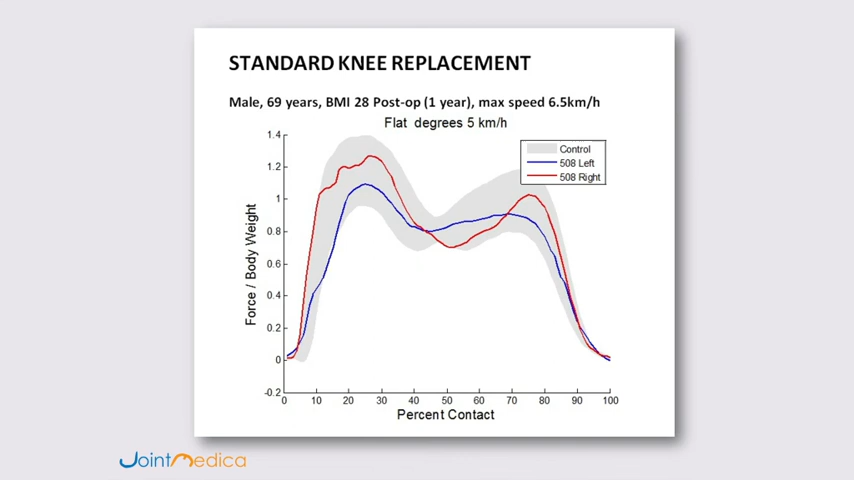 STANDARD KNEE REPLACEMENT
Male, 69 years, BMI 28 Post-op (1 year), max speed 6.5km/h
Flat degrees 5 km/h
Control
508 Left
508 Right
Force / Body Weight
1.4
1.2
1
0.8
0.6
0.4
0.2
0
-0.2
0 10 20 30 40 50 60 70 80 90 100
Percent Contact
JointMedica